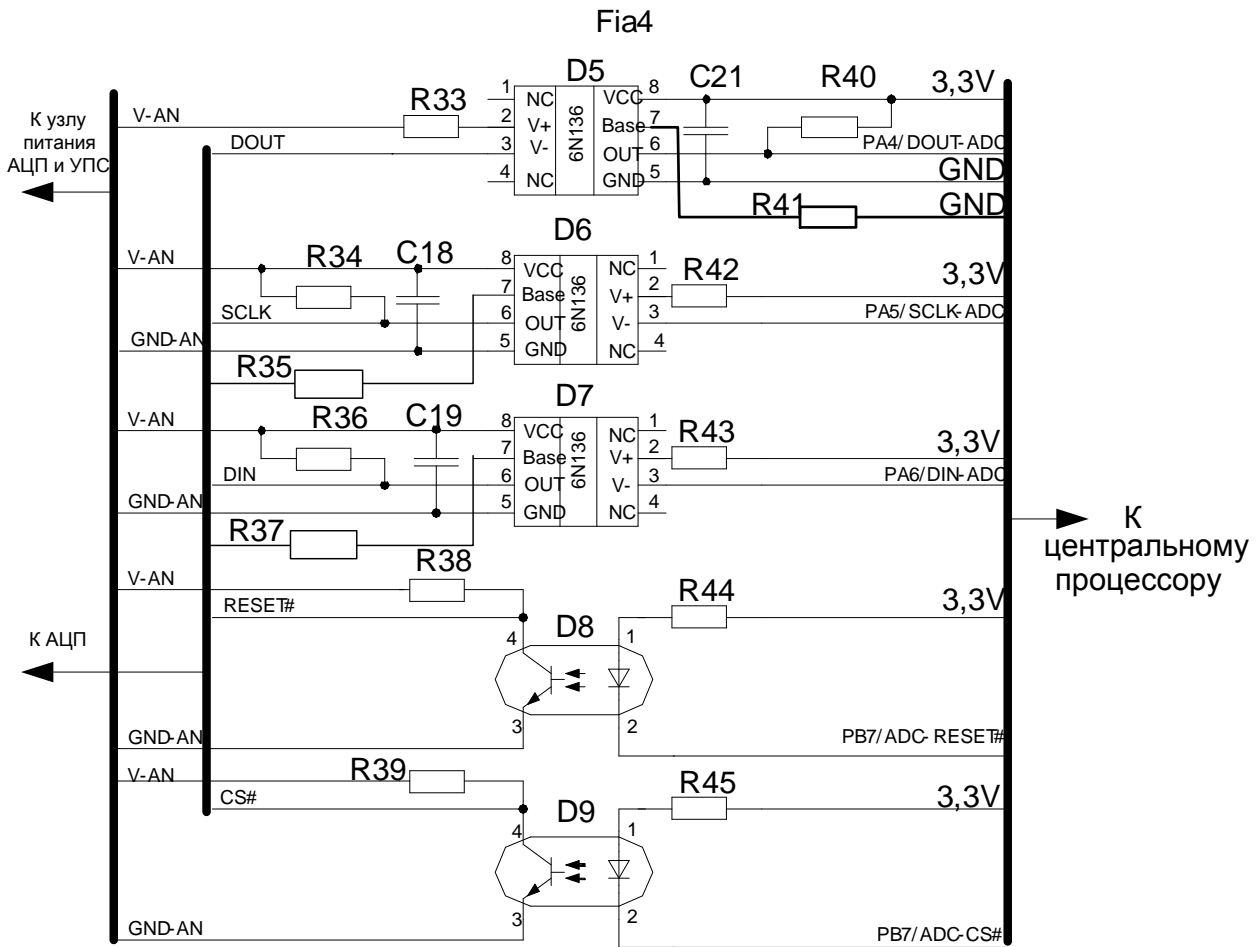 Fia4
D5
C21
R40
3,3V
R33
V-AN
К узлу
питания
АЦП и УПС
DOUT
1
2
3
4
NC
V+
V-
NC
6N136
VCC
Base
OUT
GND
8
7
6
5
PA4/DOUT-ADC
GND
R41
GND
D6
V-AN
R34
C18
SCLK
GND-AN
R35
8
7
6
5
VCC
Base
OUT
GND
6N136
NC
V+
V-
NC
1
2
3
4
R42
3,3V
PA5/SCLK-ADC
D7
V-AN
R36
C19
DIN
GND-AN
R37
8
7
6
5
VCC
Base
OUT
GND
6N136
NC
V+
V-
NC
1
2
3
4
R43
3,3V
PA6/DIN-ADC
К
центральному
процессору
V-AN
R38
RESET#
R44
3,3V
К АЦП
D8
4
1
3
2
GND-AN
PB7/ADC-RESET#
V-AN
R39
CS#
R45
3,3V
D9
4
1
3
2
GND-AN
PB7/ADC-CS#